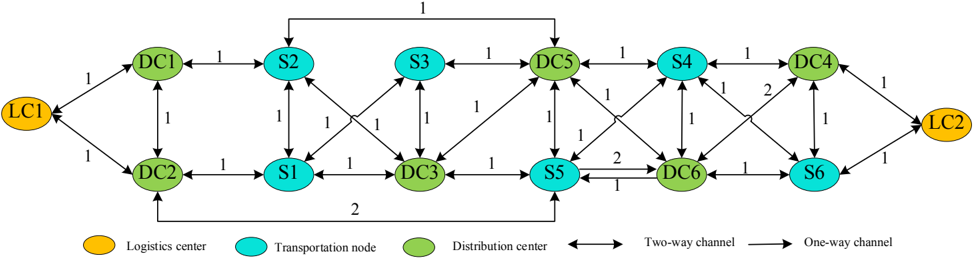 1
DC1
1
S2
S3
1
DC5
1
S4
1
DC4
1
2
1
LC1
1
1
1
1
1
1
1
1
1
1
1
LC2
1
1
1
1
DC2
1
S1
1
DC3
1
S5
2
1
DC6
1
S6
2
Logistics center
Transportation node
Distribution center
Two-way channel
One-way channel